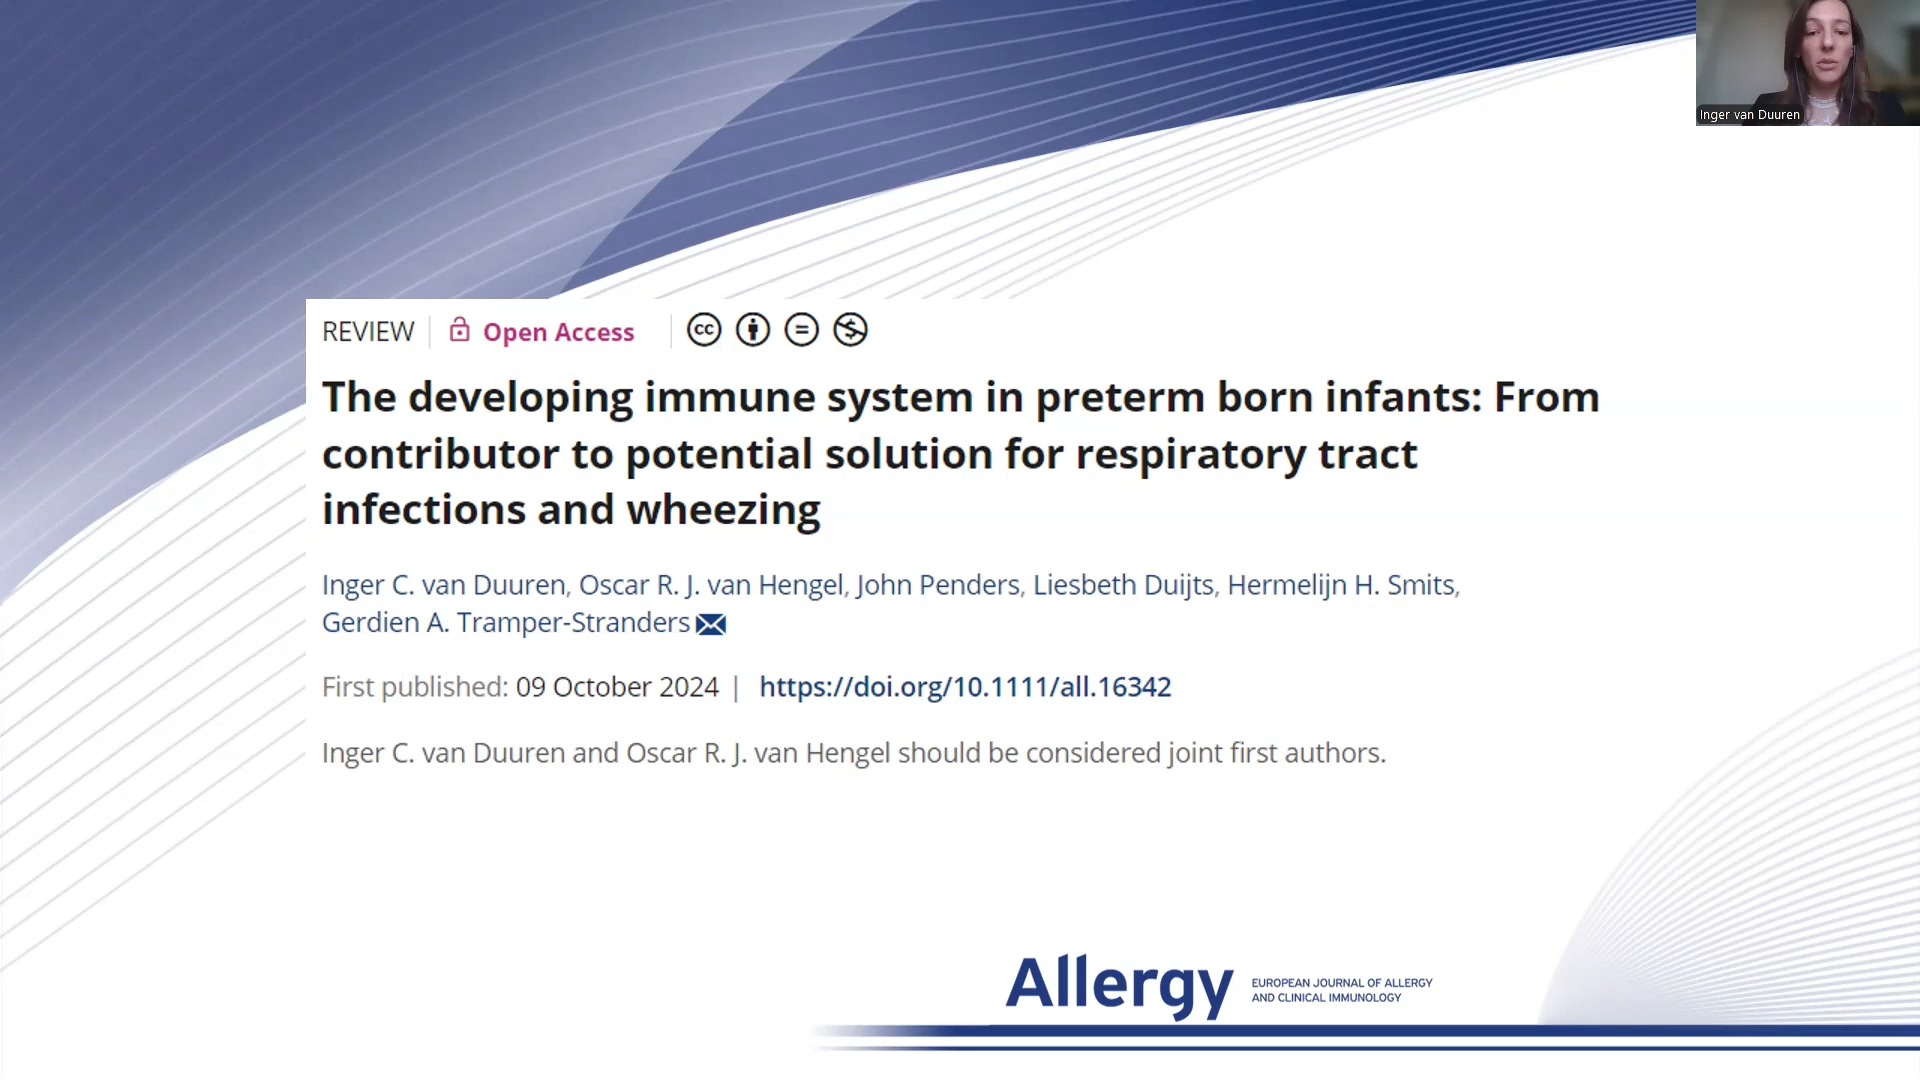 Inger van Duuren
REVIEW Open Access
The developing immune system in preterm born infants: From
contributor to potential solution for respiratory tract
infections and wheezing
Inger C. van Duuren, Oscar R. J. van Hengel, John Penders, Liesbeth Duijts, Hermelijn H. Smits,
Gerdien A. Tramper-Stranders
First published: 09 October 2024 | https://doi.org/10.1111/all.16342
Inger C. van Duuren and Oscar R. J. van Hengel should be considered joint first authors.
Allergy
EUROPEAN JOURNAL OF ALLERGY
AND CLINICAL IMMUNOLOGY